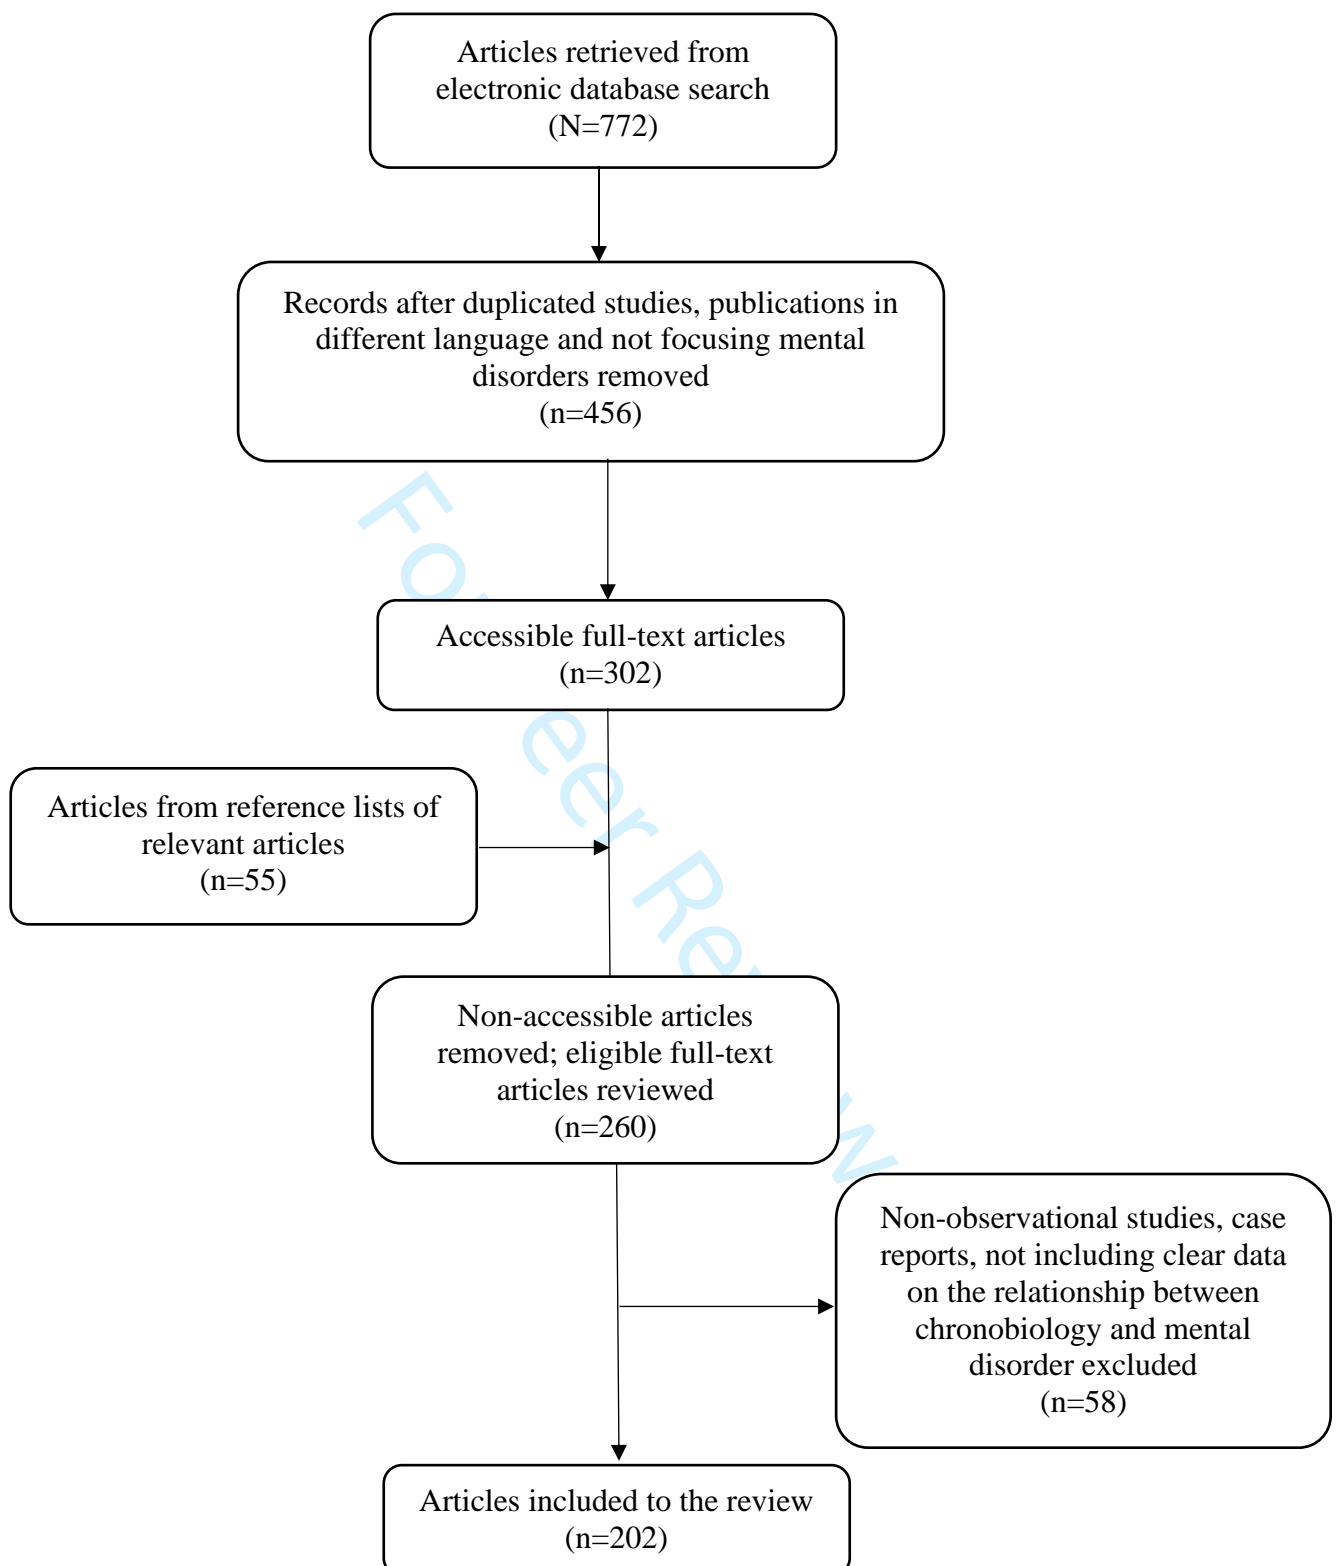 Articles retrieved from
electronic database search
(N=772)
Records after duplicated studies, publications in
different language and not focusing mental
disorders removed
(n=456)
Accessible full-text articles
(n=302)
Articles from reference lists of
relevant articles
(n=55)
Non-accessible articles
removed; eligible full-text
articles reviewed
(n=260)
Non-observational studies, case
reports, not including clear data
on the relationship between
chronobiology and mental
disorder excluded
(n=58)
Articles included to the review
(n=202)
For Peer Review